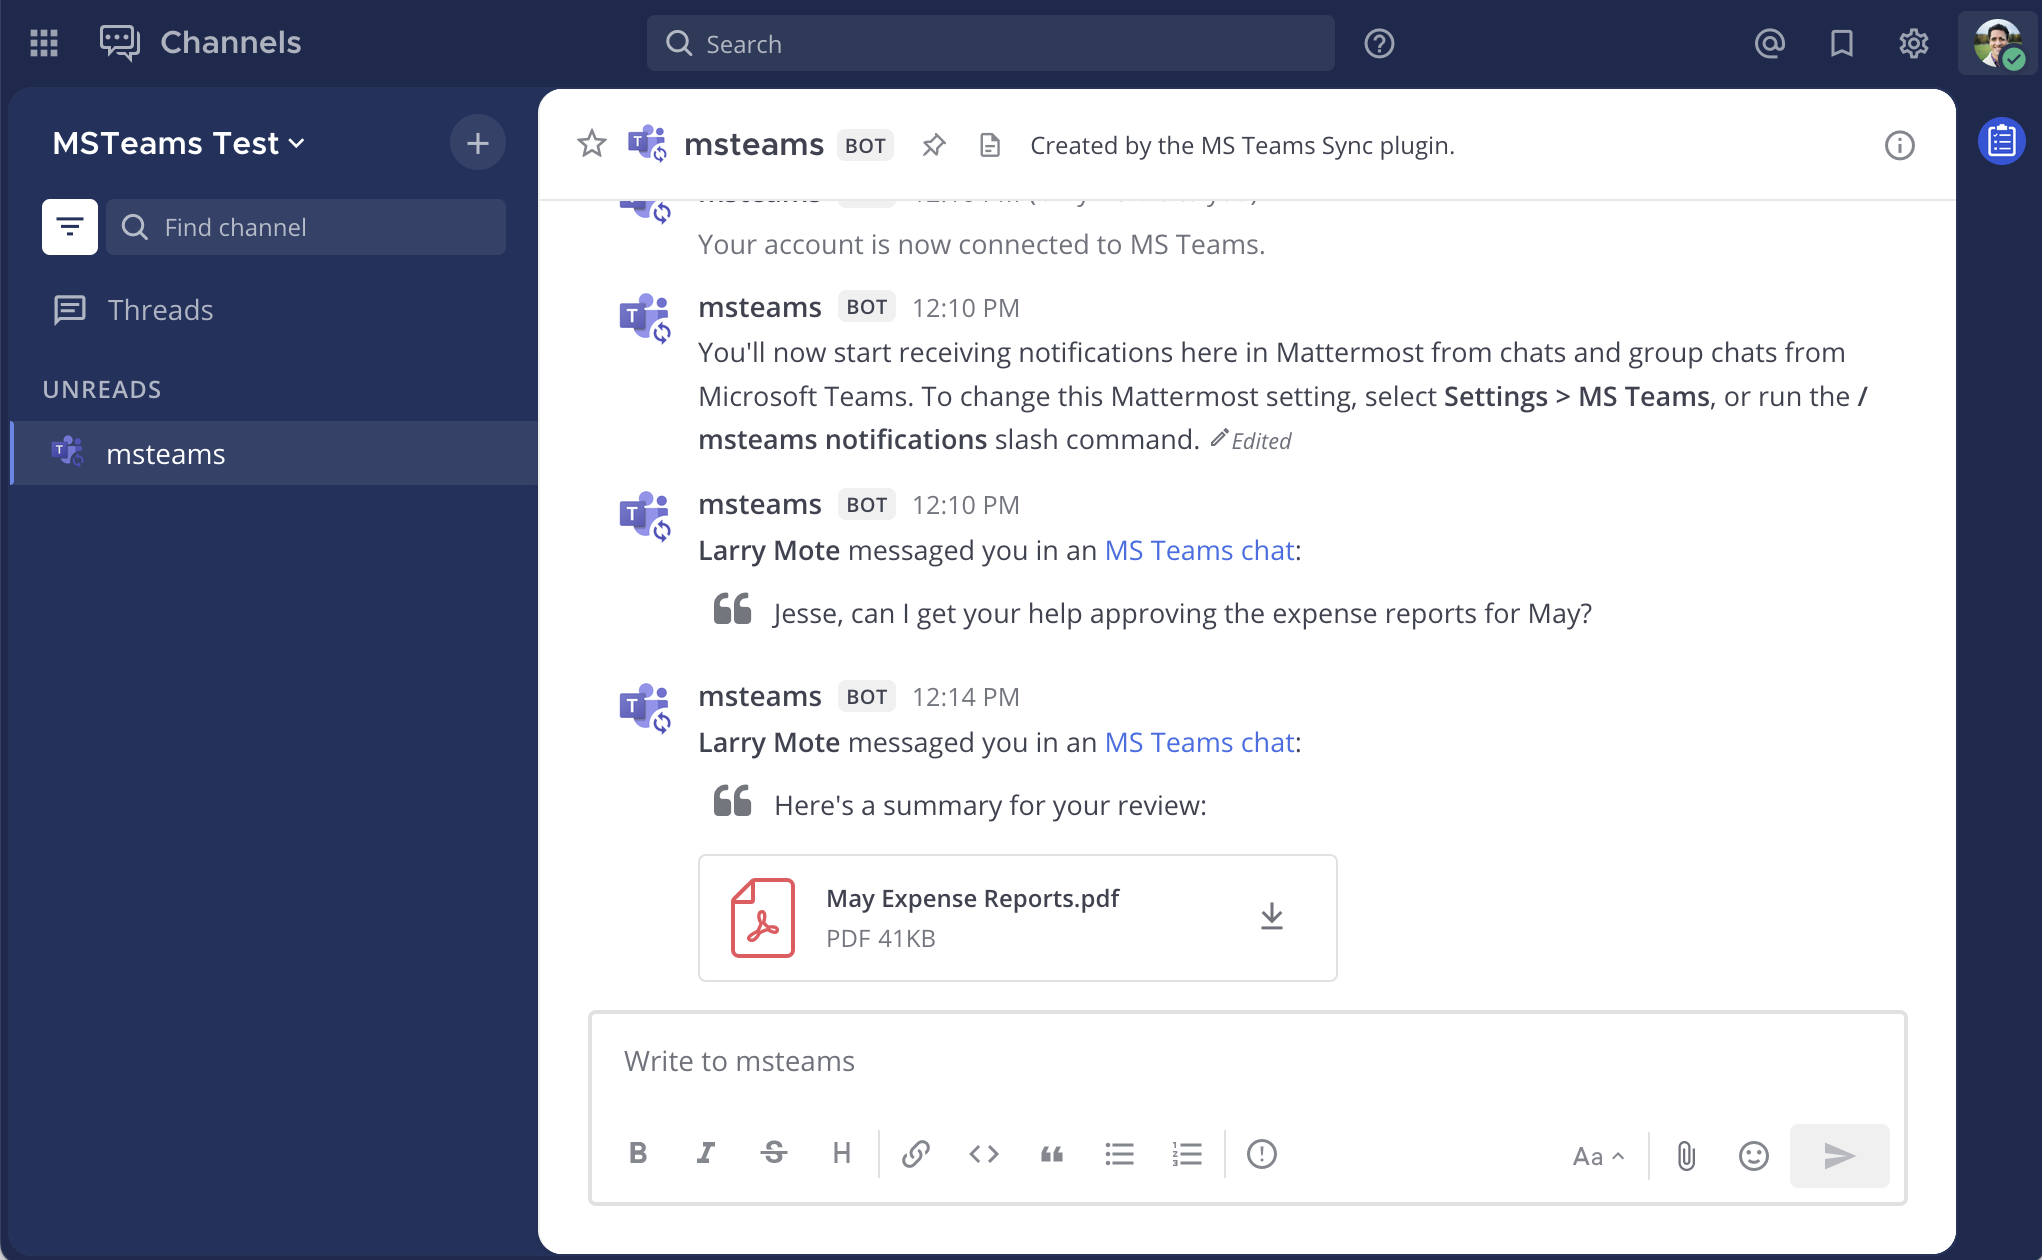 Channels
Search
MSTeams Test
Find channel
Threads
UNREADS
msteams
msteams BOT Created by the MS Teams Sync plugin.
Your account is now connected to MS Teams.
msteams BOT 12:10 PM
You'll now start receiving notifications here in Mattermost from chats and group chats from
Microsoft Teams. To change this Mattermost setting, select Settings > MS Teams, or run the /
msteams notifications slash command. Edited
msteams BOT 12:10 PM
Larry Mote messaged you in an MS Teams chat:
Jesse, can I get your help approving the expense reports for May?
msteams BOT 12:14 PM
Larry Mote messaged you in an MS Teams chat:
Here's a summary for your review:
May Expense Reports.pdf
PDF 41KB
Write to msteams
B I S H Aa